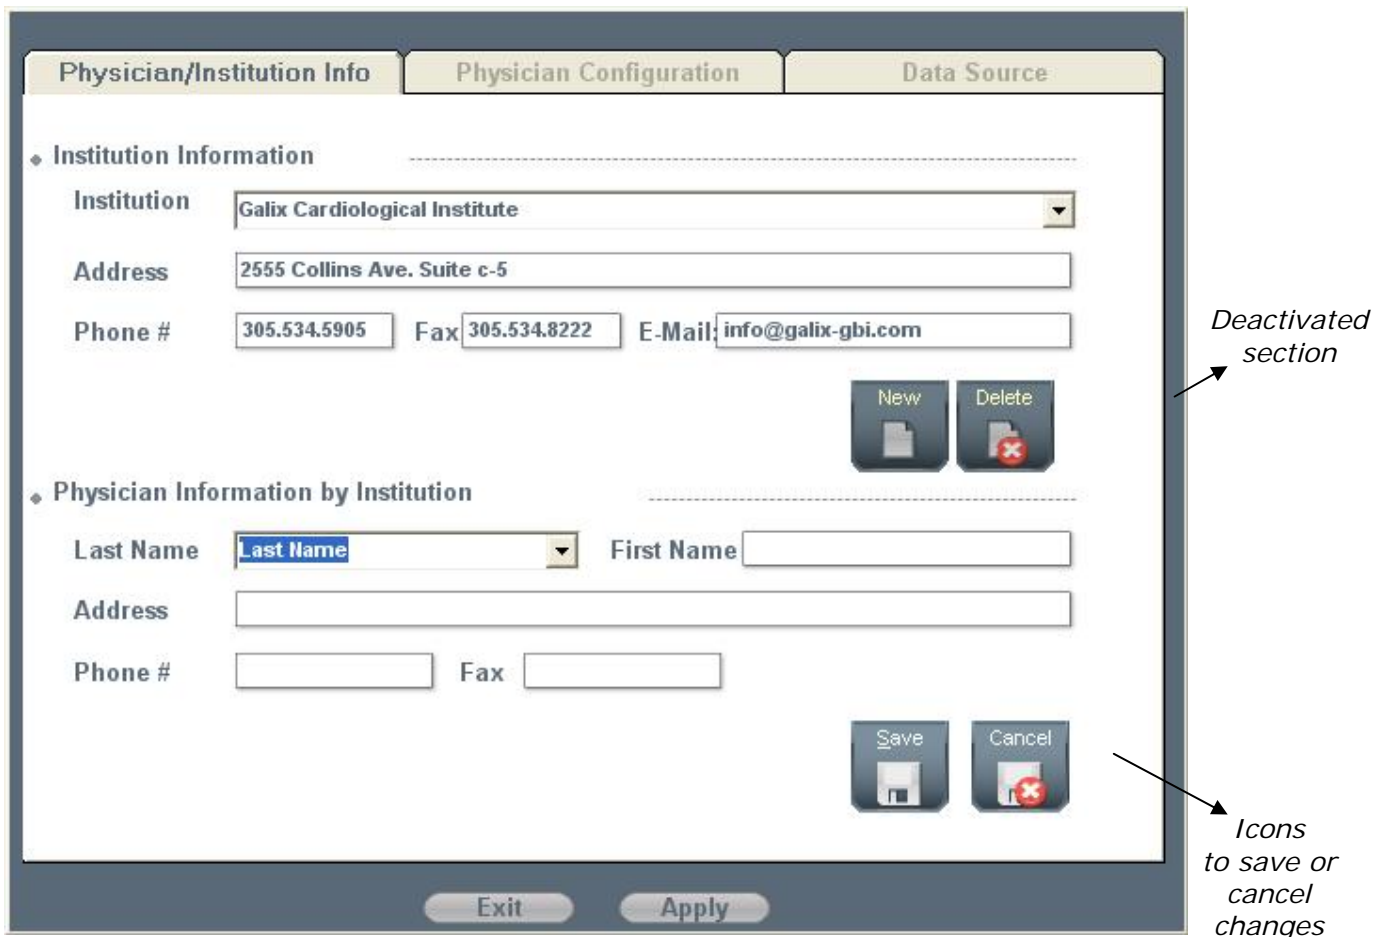 Physician/Institution Info Physician Configuration Data Source
Institution Information
Institution Galix Cardiological Institute
Address 2555 Collins Ave. Suite c-5
Phone # 305.534.5905 Fax 305.534.8222 E-Mail: info@galix-gbi.com
Deactivated
section
New Delete
Physician Information by Institution
Last Name Last Name First Name
Address
Phone # Fax
Save Cancel
Icons
to save or
cancel
changes
Exit Apply